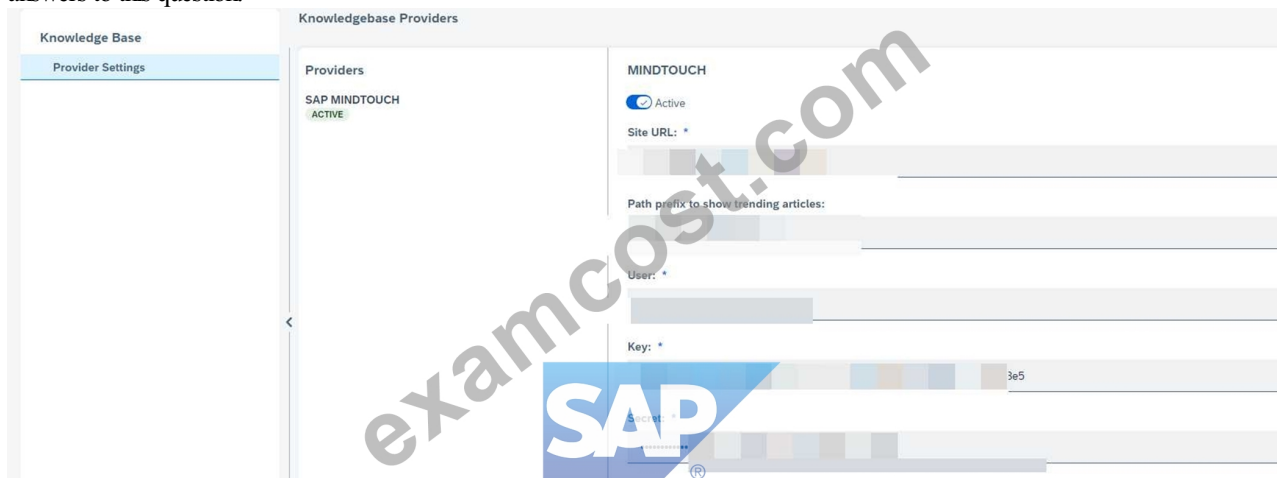 answers to this question.
Knowledgebase Providers
Knowledge Base
Provider Settings
Providers
SAP MINDTOUCH
ACTIVE
MINDTOUCH
Active
Site URL: *
Path prefix to show trending articles:
User: *
Key: *
3e5
Secret: *
examcost.com
SAP
®